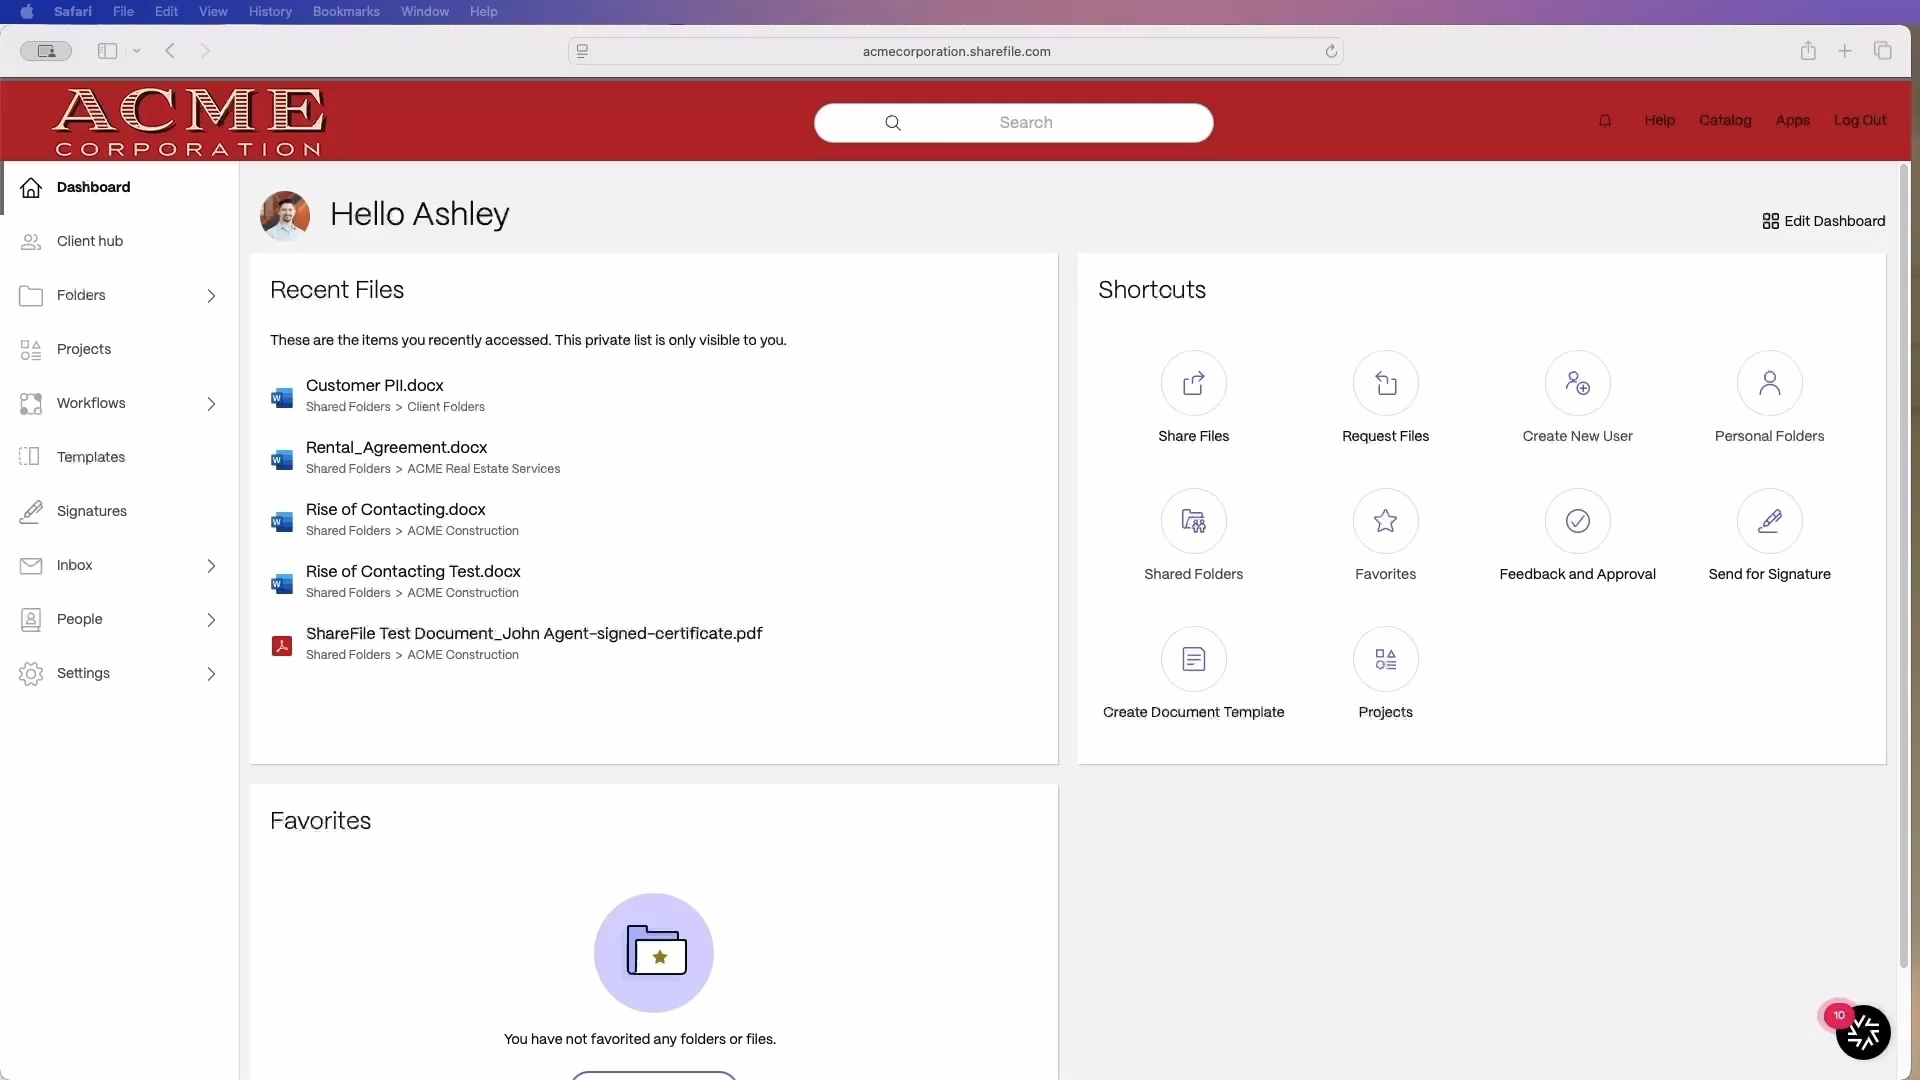 Safari File Edit View History Bookmarks Window Help
acmecorporation.sharefile.com
ACME
CORPORATION
Search
Help Catalog Apps Log Out
Dashboard
Client hub
Folders
Projects
Workflows
Templates
Signatures
Inbox
People
Settings
Hello Ashley
Edit Dashboard
Recent Files
These are the items you recently accessed. This private list is only visible to you.
Customer PII.docx
Shared Folders > Client Folders
Rental_Agreement.docx
Shared Folders > ACME Real Estate Services
Rise of Contacting.docx
Shared Folders > ACME Construction
Rise of Contacting Test.docx
Shared Folders > ACME Construction
ShareFile Test Document_John Agent-signed-certificate.pdf
Shared Folders > ACME Construction
Shortcuts
Share Files Request Files Create New User Personal Folders
Shared Folders Favorites Feedback and Approval Send for Signature
Create Document Template Projects
Favorites
You have not favorited any folders or files.
10